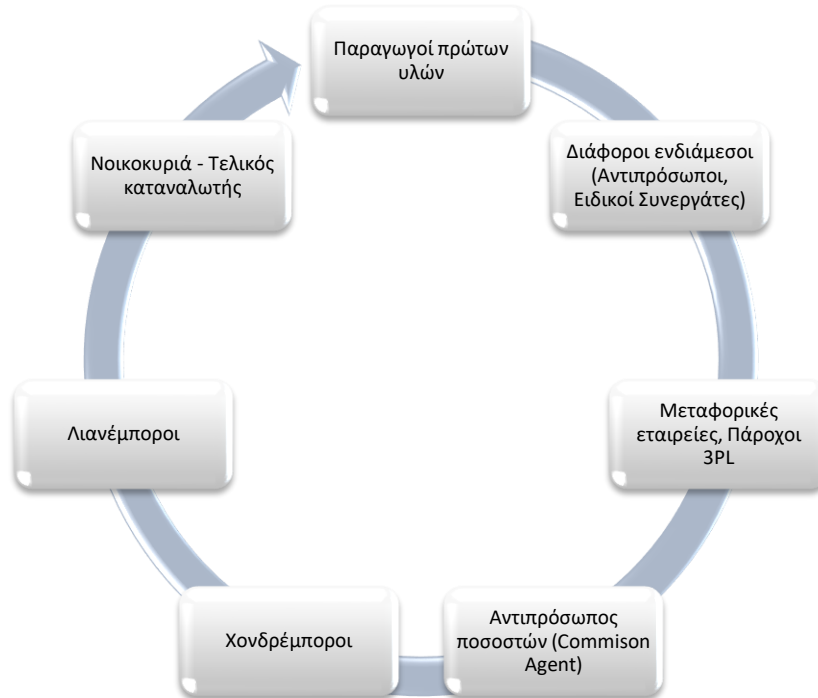 Παραγωγοί πρώτων
υλών
Διάφοροι ενδιάμεσοι
(Αντιπρόσωποι,
Ειδικοί Συνεργάτες)
Μεταφορικές
εταιρείες, Πάροχοι
3PL
Αντιπρόσωπος
ποσοστών (Commison
Agent)
Χονδρέμποροι
Λιανέμποροι
Νοικοκυριά - Τελικός
καταναλωτής